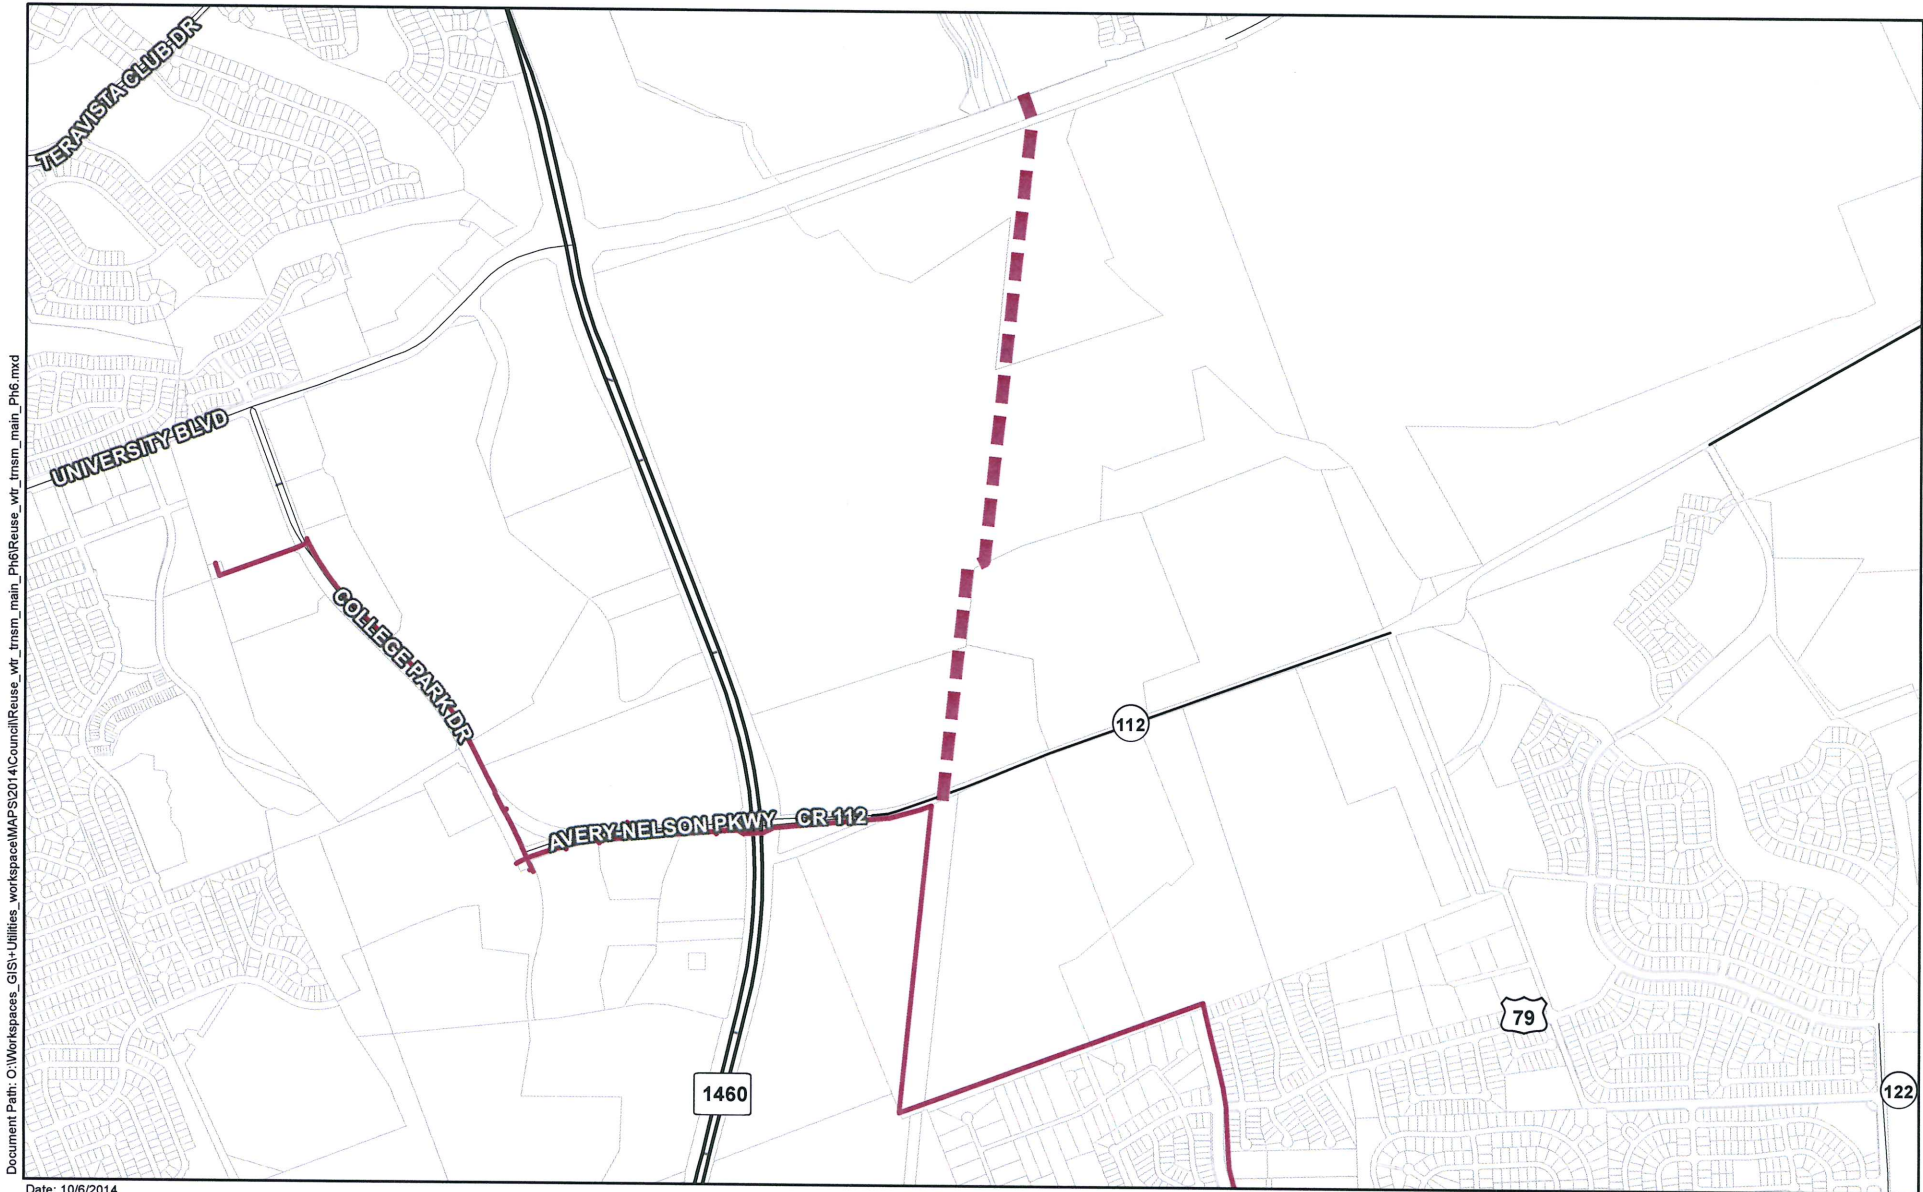 TERAVISTA CLUB DR
UNIVERSITY BLVD
COLLEGE PARK DR
112
AVERY NELSON PKWY CR 112
79
1460
122
Document Path: O:\Workspaces_GIS\+Utilities_workspace\MAPS\2014\Council\Reuse_wtr_trnsm_main_Ph6\Reuse_wtr_trnsm_main_Ph6.mxd
Date: 10/6/2014